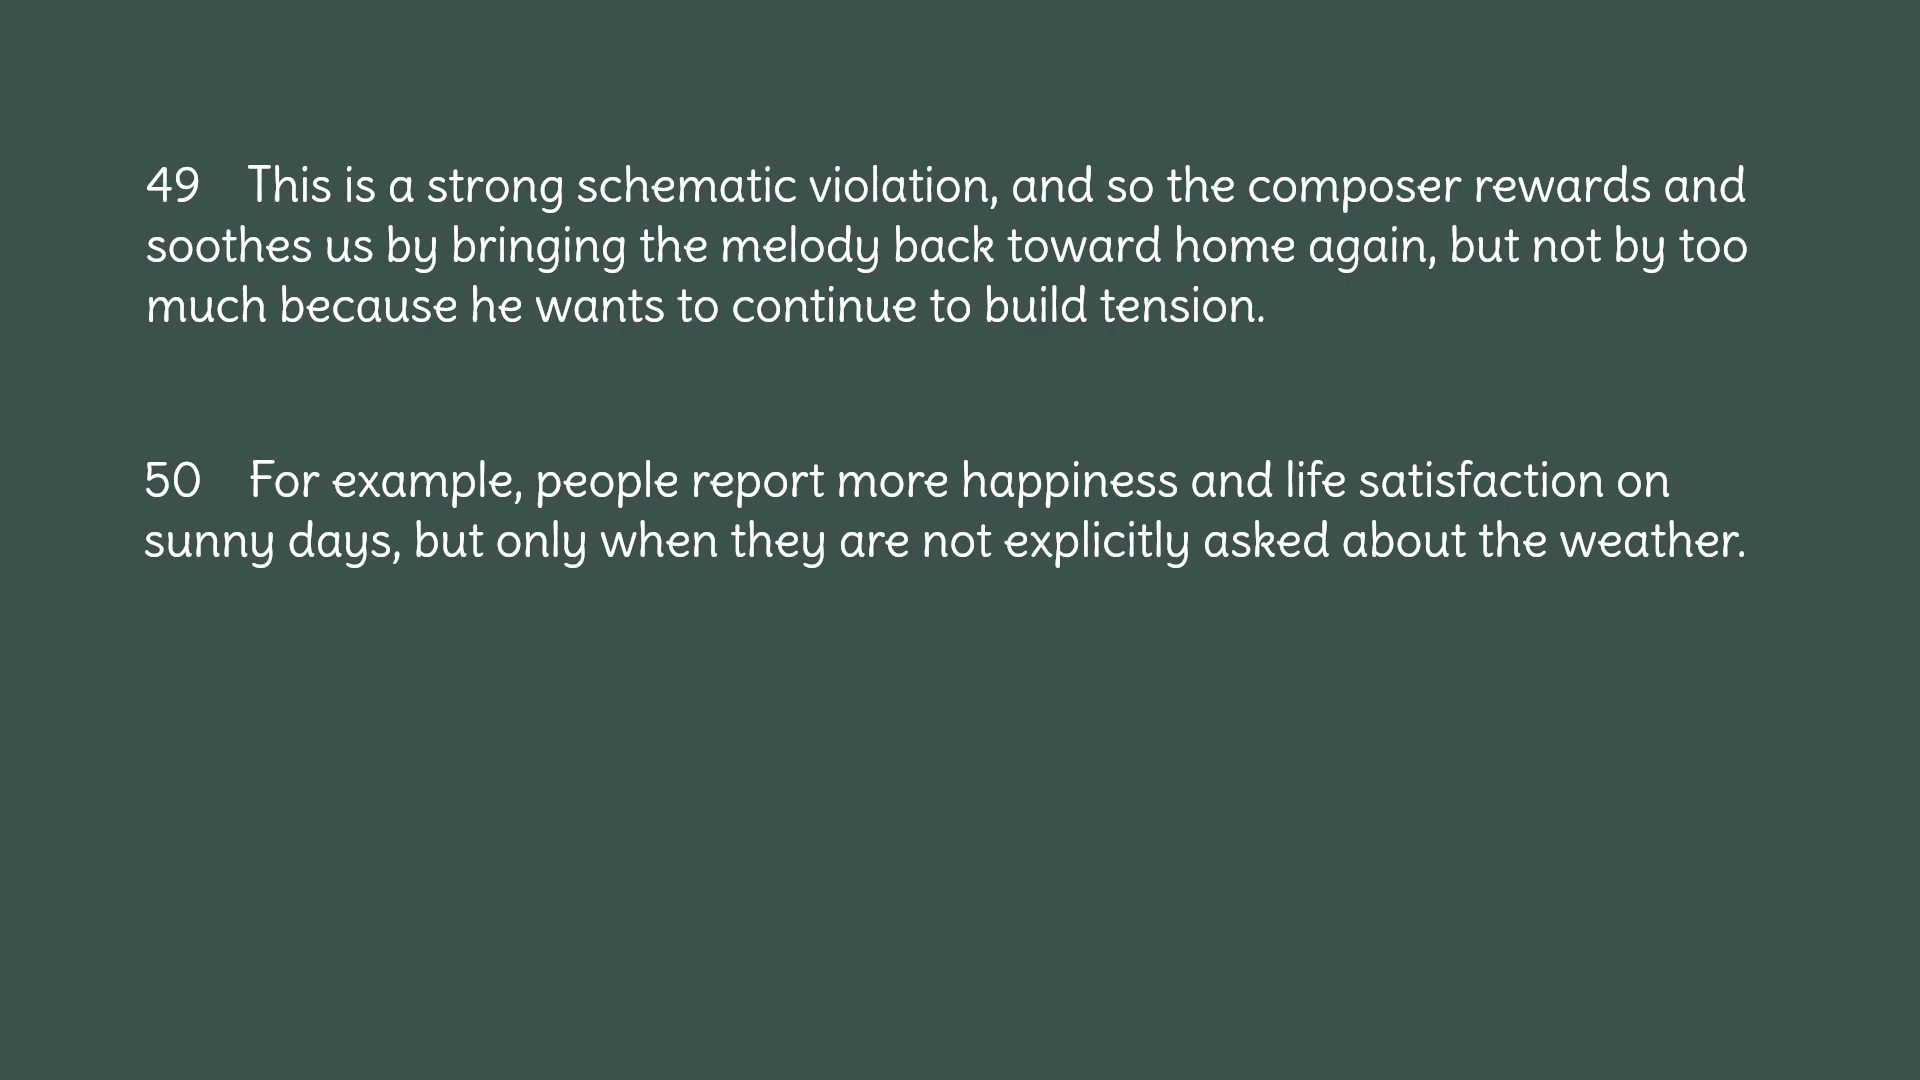 49 This is a strong schematic violation, and so the composer rewards and
soothes us by bringing the melody back toward home again, but not by too
much because he wants to continue to build tension.
50 For example, people report more happiness and life satisfaction on
sunny days, but only when they are not explicitly asked about the weather.